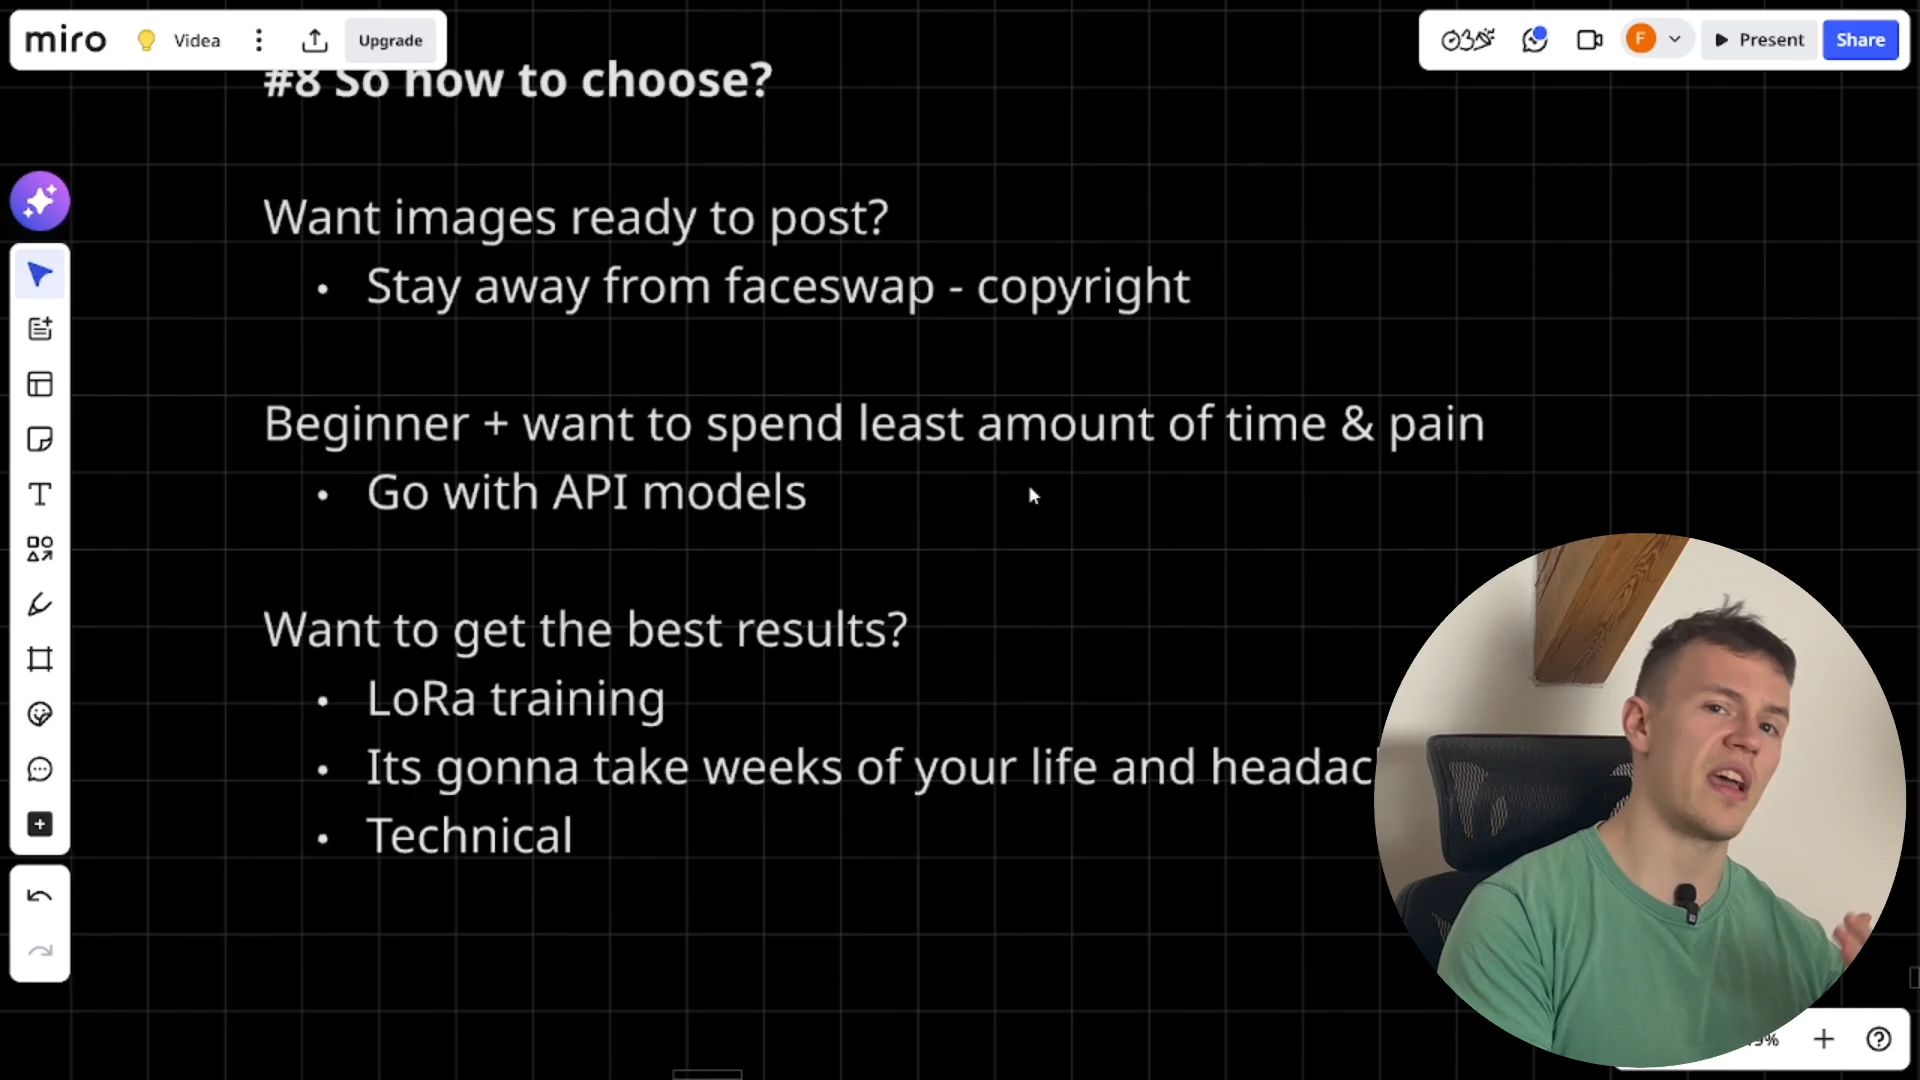 miro
Videa
Upgrade
F
Present
Share
#8 So how to choose?
Want images ready to post?
• Stay away from faceswap - copyright
Beginner + want to spend least amount of time & pain
• Go with API models
Want to get the best results?
• LoRa training
• Its gonna take weeks of your life and headac
• Technical